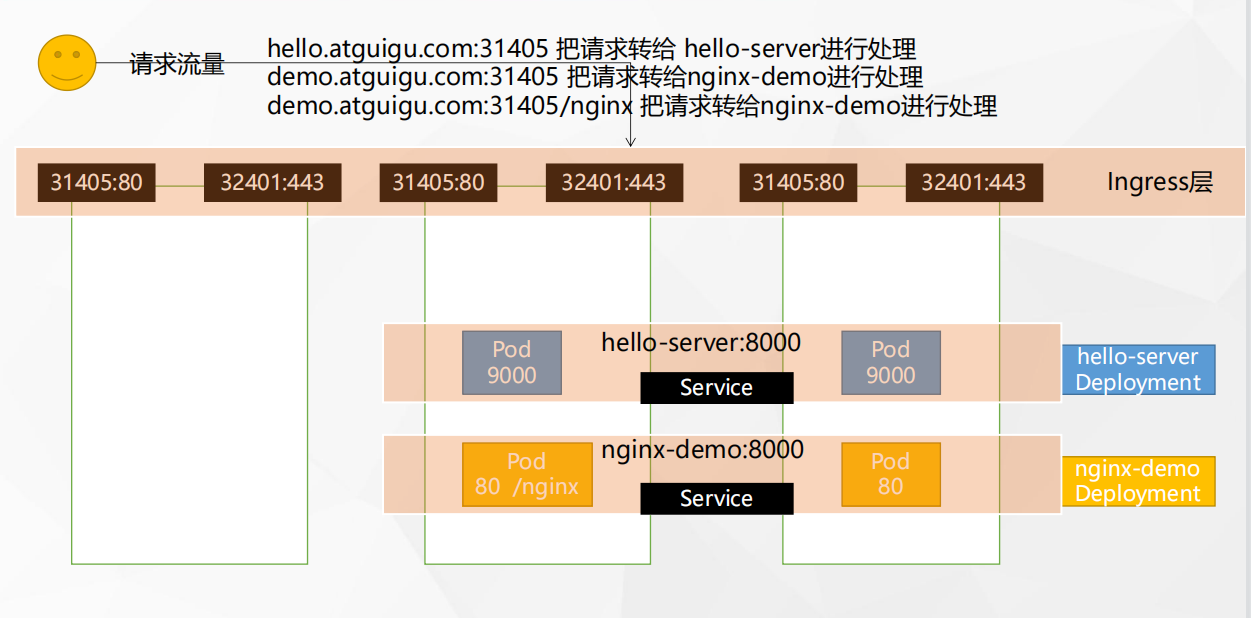 请求流量
hello.atguigu.com:31405 把请求转给 hello-server进行处理
demo.atguigu.com:31405 把请求转给nginx-demo进行处理
demo.atguigu.com:31405/nginx 把请求转给nginx-demo进行处理
31405:80
32401:443
31405:80
32401:443
31405:80
32401:443
Ingress层
Pod
9000
hello-server:8000
Service
Pod
9000
hello-server
Deployment
Pod
80 /nginx
nginx-demo:8000
Service
Pod
80
nginx-demo
Deployment